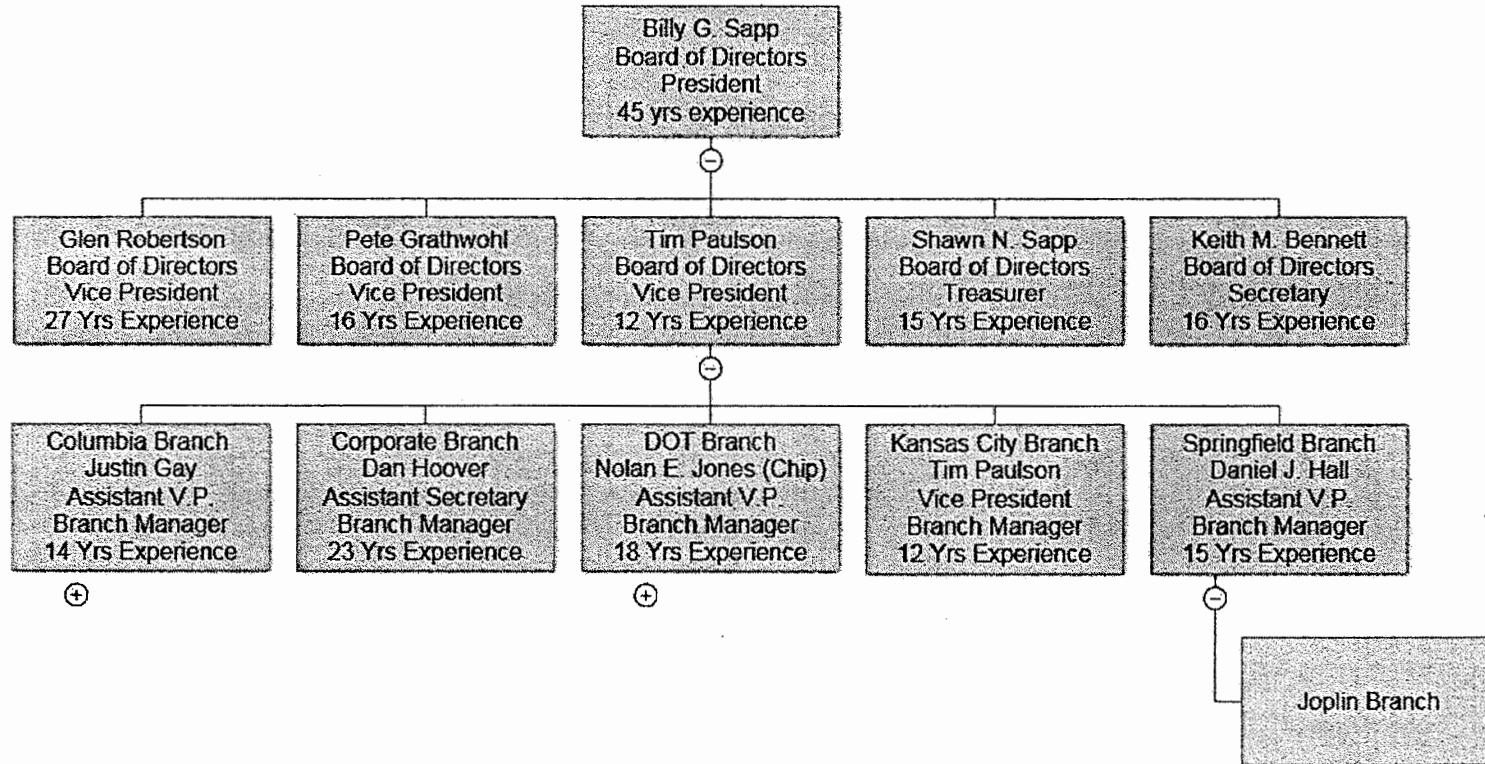 Billy G. Sapp
Board of Directors
President
45 yrs experience
Glen Robertson
Board of Directors
Vice President
27 Yrs Experience
Pete Grathwohl
Board of Directors
Vice President
16 Yrs Experience
Tim Paulson
Board of Directors
Vice President
12 Yrs Experience
Shawn N. Sapp
Board of Directors
Treasurer
15 Yrs Experience
Keith M. Bennett
Board of Directors
Secretary
16 Yrs Experience
Columbia Branch
Justin Gay
Assistant V.P.
Branch Manager
14 Yrs Experience
Corporate Branch
Dan Hoover
Assistant Secretary
Branch Manager
23 Yrs Experience
DOT Branch
Nolan E. Jones (Chip)
Assistant V.P.
Branch Manager
18 Yrs Experience
Kansas City Branch
Tim Paulson
Vice President
Branch Manager
12 Yrs Experience
Springfield Branch
Daniel J. Hall
Assistant V.P.
Branch Manager
15 Yrs Experience
Joplin Branch